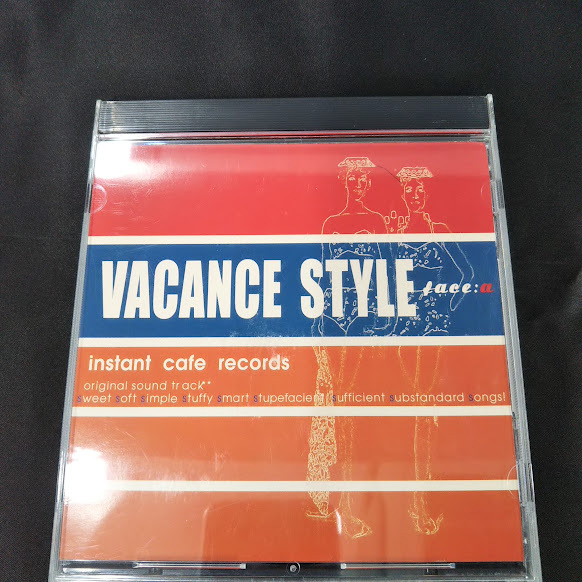 VACANCE STYLE face:a
instant cafe records
original sound track**
sweet soft simple stuffy smart stupefacient sufficient substandard songs!